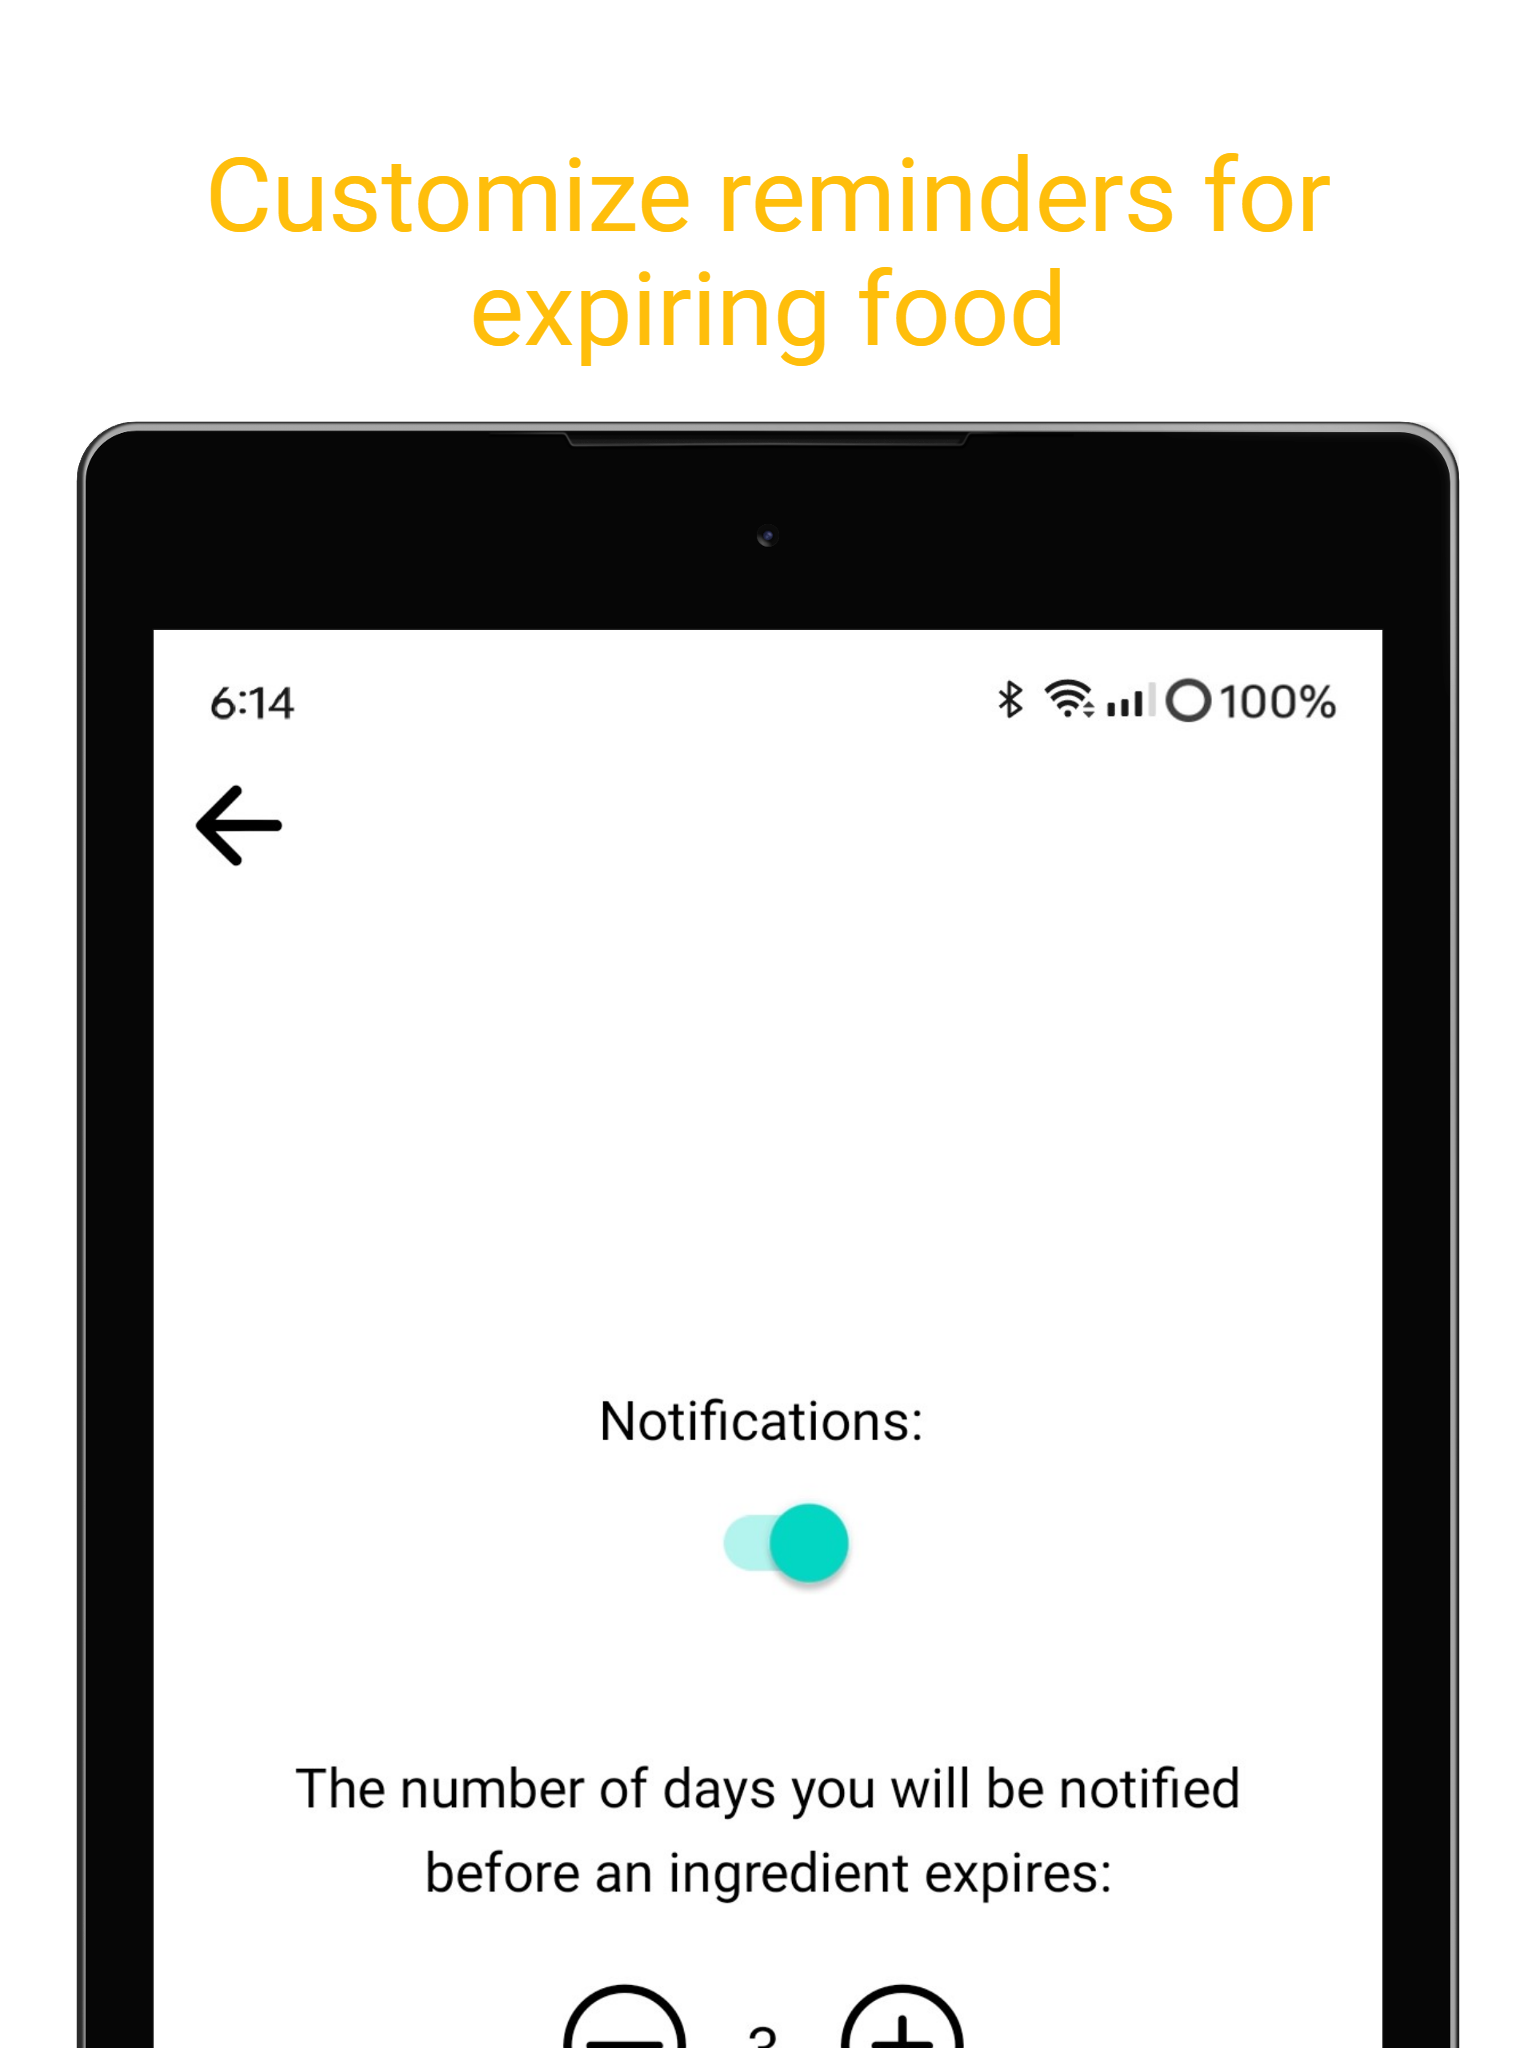 Customize reminders for
expiring food
6:14
100%
Notifications:
The number of days you will be notified
before an ingredient expires: